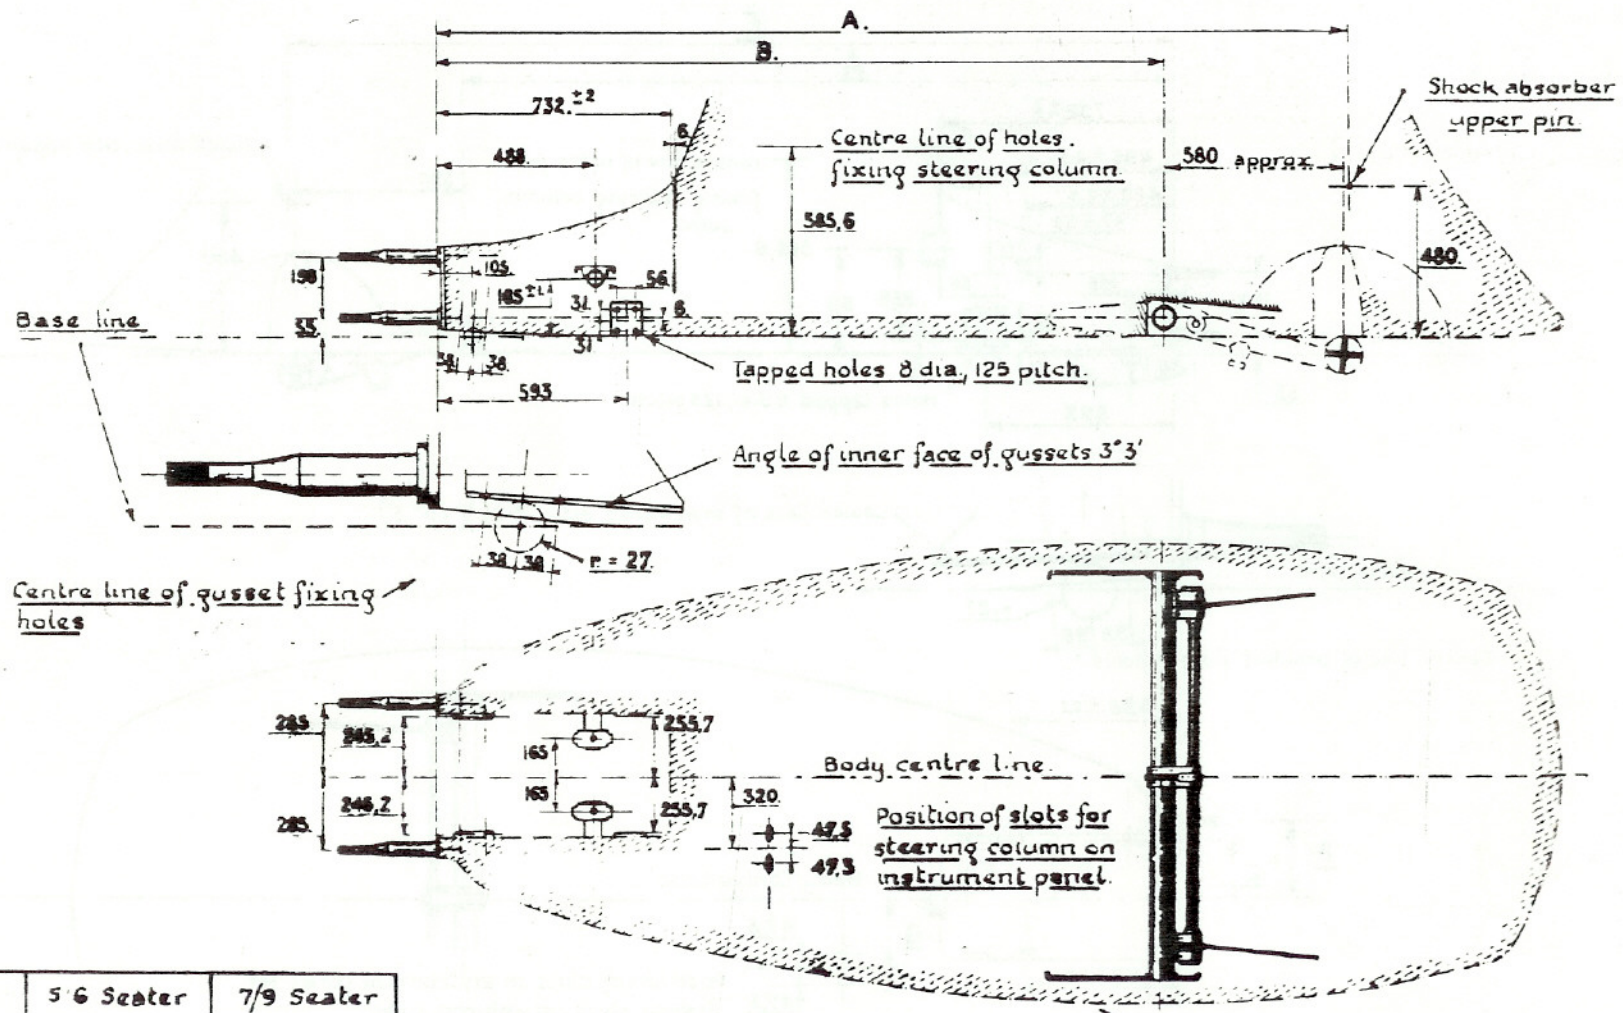 A.
B.
732.±2
6.
488.
Centre line of holes.
fixing steering column
Shock absorber
upper pin.
580 approx.
585,6
480.
198
105.
185±1
56.
31.
6.
31.
Base line
55.
38. 38.
593
Tapped holes 8 dia., 125 pitch.
Angle of inner face of gussets 3°3'
38 38
r = 27.
Centre line of gusset fixing
holes
285
165
255,7
Body centre line.
165
320.
246,2
255,7
285.
47,5
47,5
Position of slots for
steering column on
instrument panel.
5·6 Seater
7/9 Seater